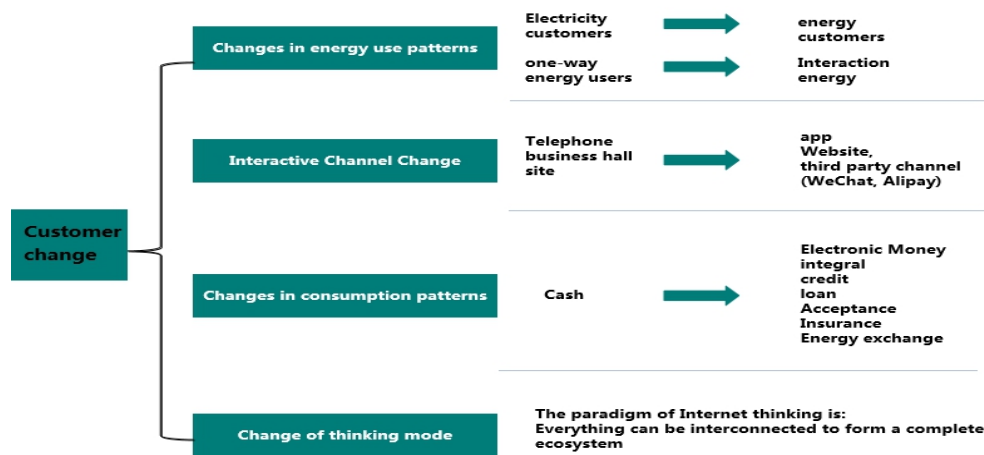 Customer
change
Changes in energy use patterns
Electricity
customers
energy
customers
one-way
energy users
Interaction
energy
Interactive Channel Change
Telephone
business hall
site
app
Website,
third party channel
(WeChat, Alipay)
Changes in consumption patterns
Cash
Electronic Money
integral
credit
loan
Acceptance
Insurance
Energy exchange
Change of thinking mode
The paradigm of Internet thinking is:
Everything can be interconnected to form a complete
ecosystem